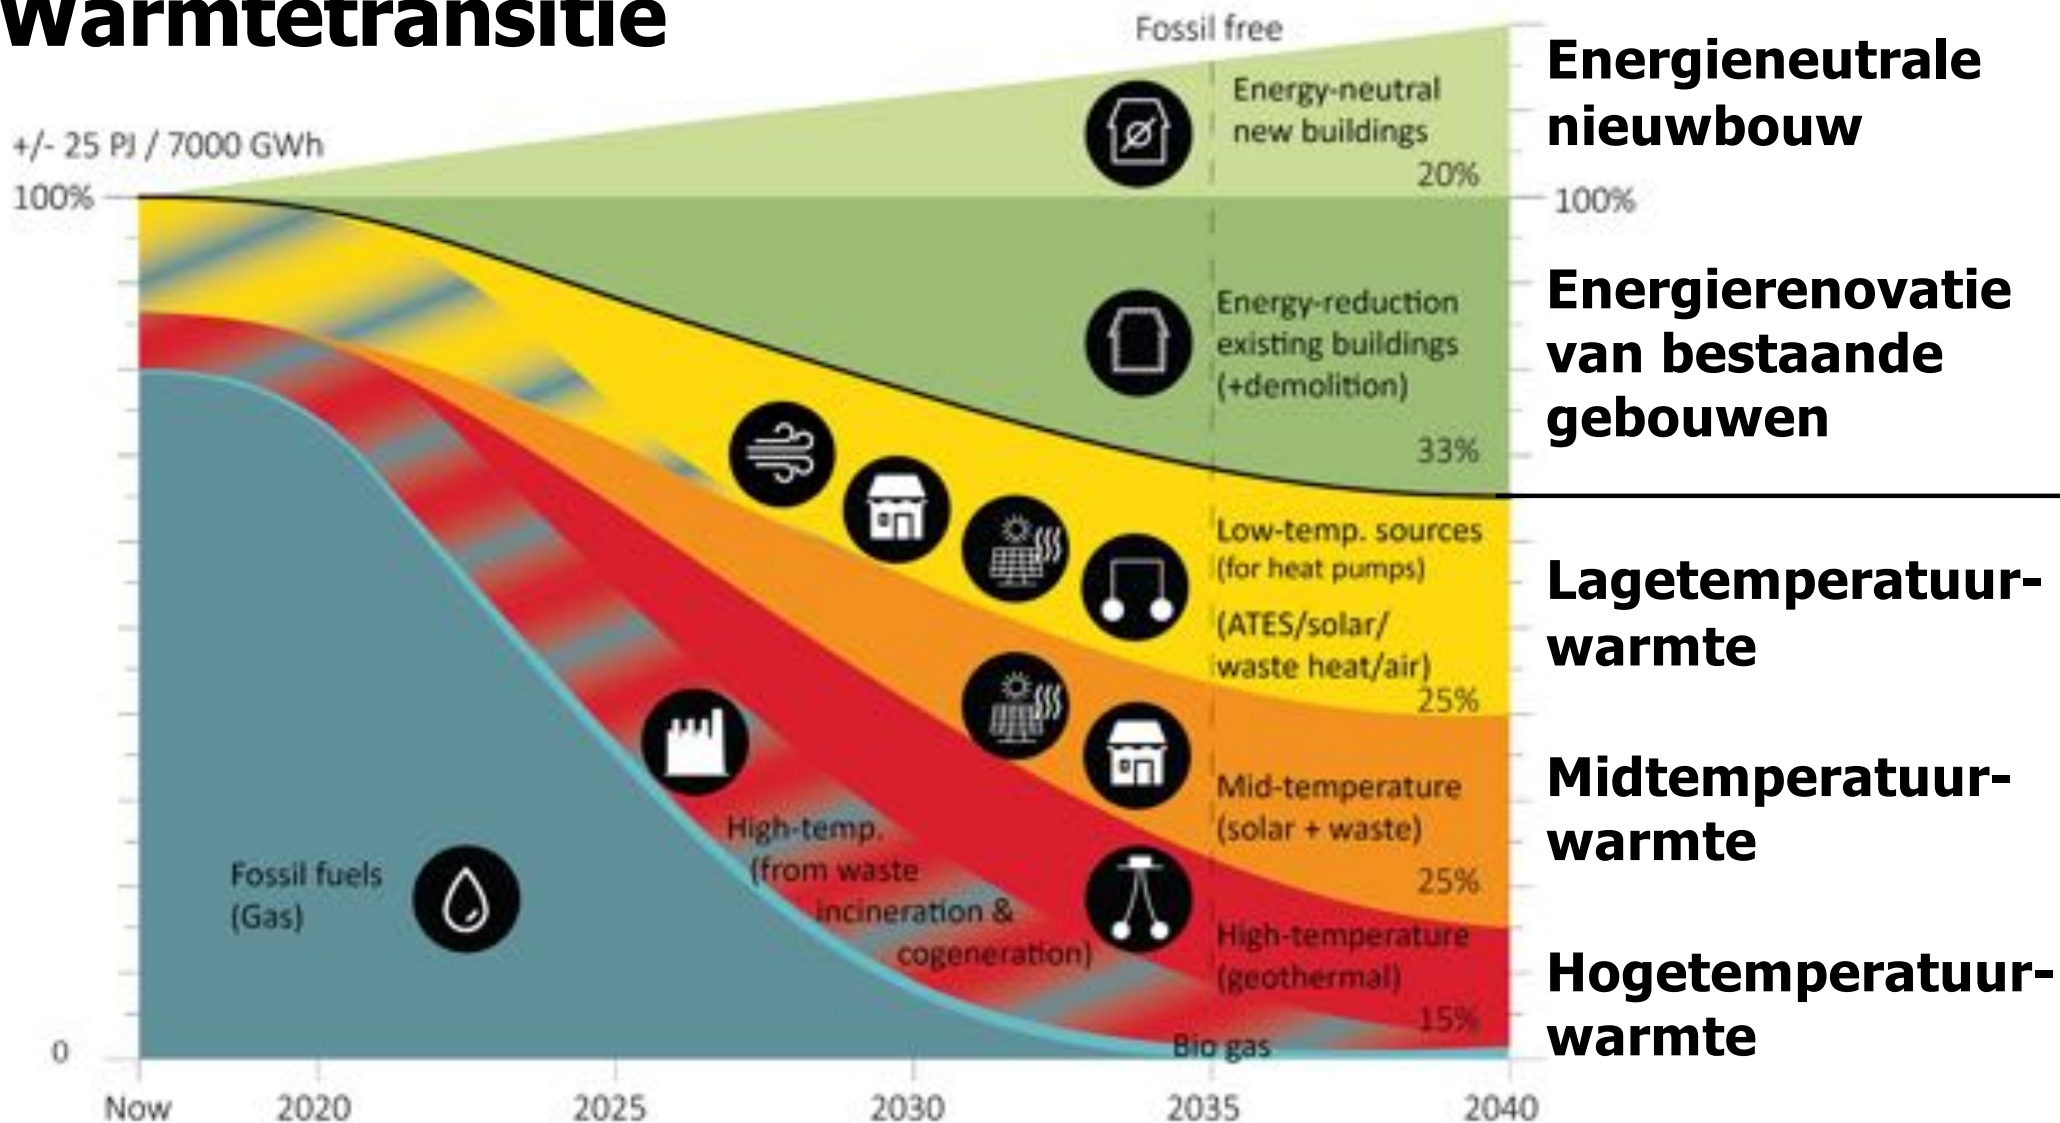 Warmtetransitie
Fossil free
+/- 25 PJ / 7000 GWh
100%
0
Energy-neutral
new buildings
20%
100%
Energy-reduction
existing buildings
(+demolition)
33%
Low-temp. sources
(for heat pumps)
(ATES/solar/
waste heat/air)
25%
Mid-temperature
(solar + waste)
25%
High-temperature
(geothermal)
15%
Bio gas
High-temp.
(from waste
incineration &
cogeneration)
Fossil fuels
(Gas)
Now
2020
2025
2030
2035
2040
Energieneutrale
nieuwbouw
Energierenovatie
van bestaande
gebouwen
Lagetemperatuur-
warmte
Midtemperatuur-
warmte
Hogetemperatuur-
warmte